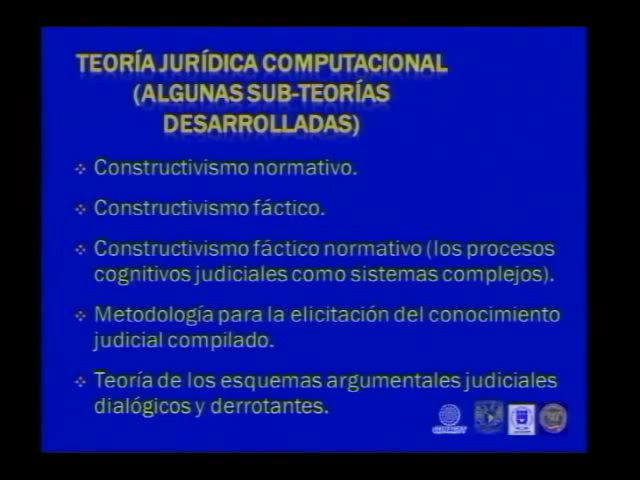 TEORÍA JURÍDICA COMPUTACIONAL
(ALGUNAS SUB-TEORÍAS
DESARROLLADAS)
Constructivismo normativo.
Constructivismo fáctico.
Constructivismo fáctico normativo (los procesos
cognitivos judiciales como sistemas complejos).
Metodología para la elicitación del conocimiento
judicial compilado.
Teoría de los esquemas argumentales judiciales
dialógicos y derrotantes.